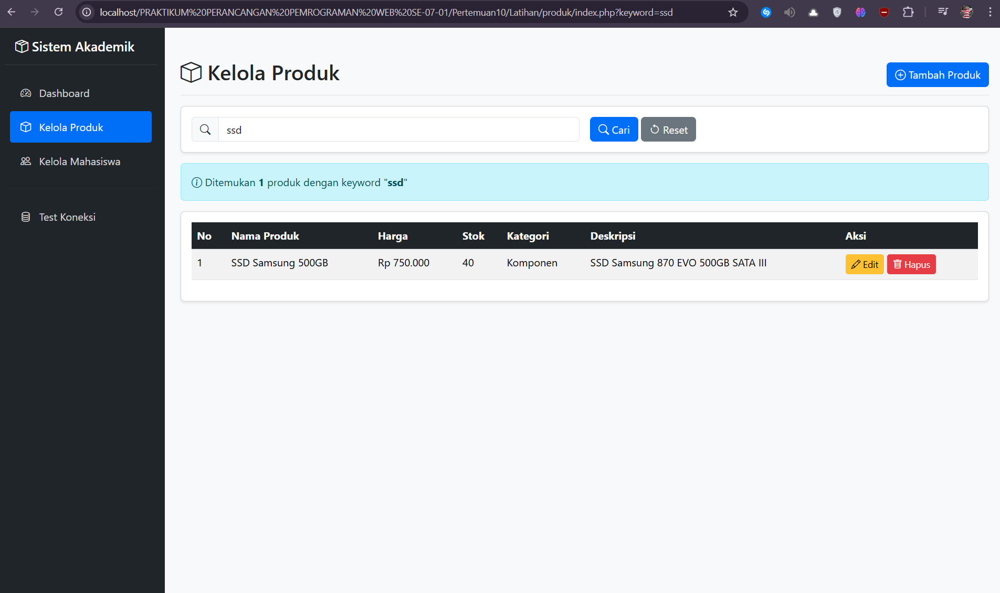 localhost/PRAKTIKUM%20PERANCANGAN%20PEMROGRAMAN%20WEB%20SE-07-01/Pertemuan10/Latihan/produk/index.php?keyword=ssd
Sistem Akademik
Dashboard
Kelola Produk
Kelola Mahasiswa
Test Koneksi
Kelola Produk
Tambah Produk
ssd
Cari
Reset
Ditemukan 1 produk dengan keyword "ssd"
No Nama Produk Harga Stok Kategori Deskripsi Aksi
1 SSD Samsung 500GB Rp 750.000 40 Komponen SSD Samsung 870 EVO 500GB SATA III Edit Hapus